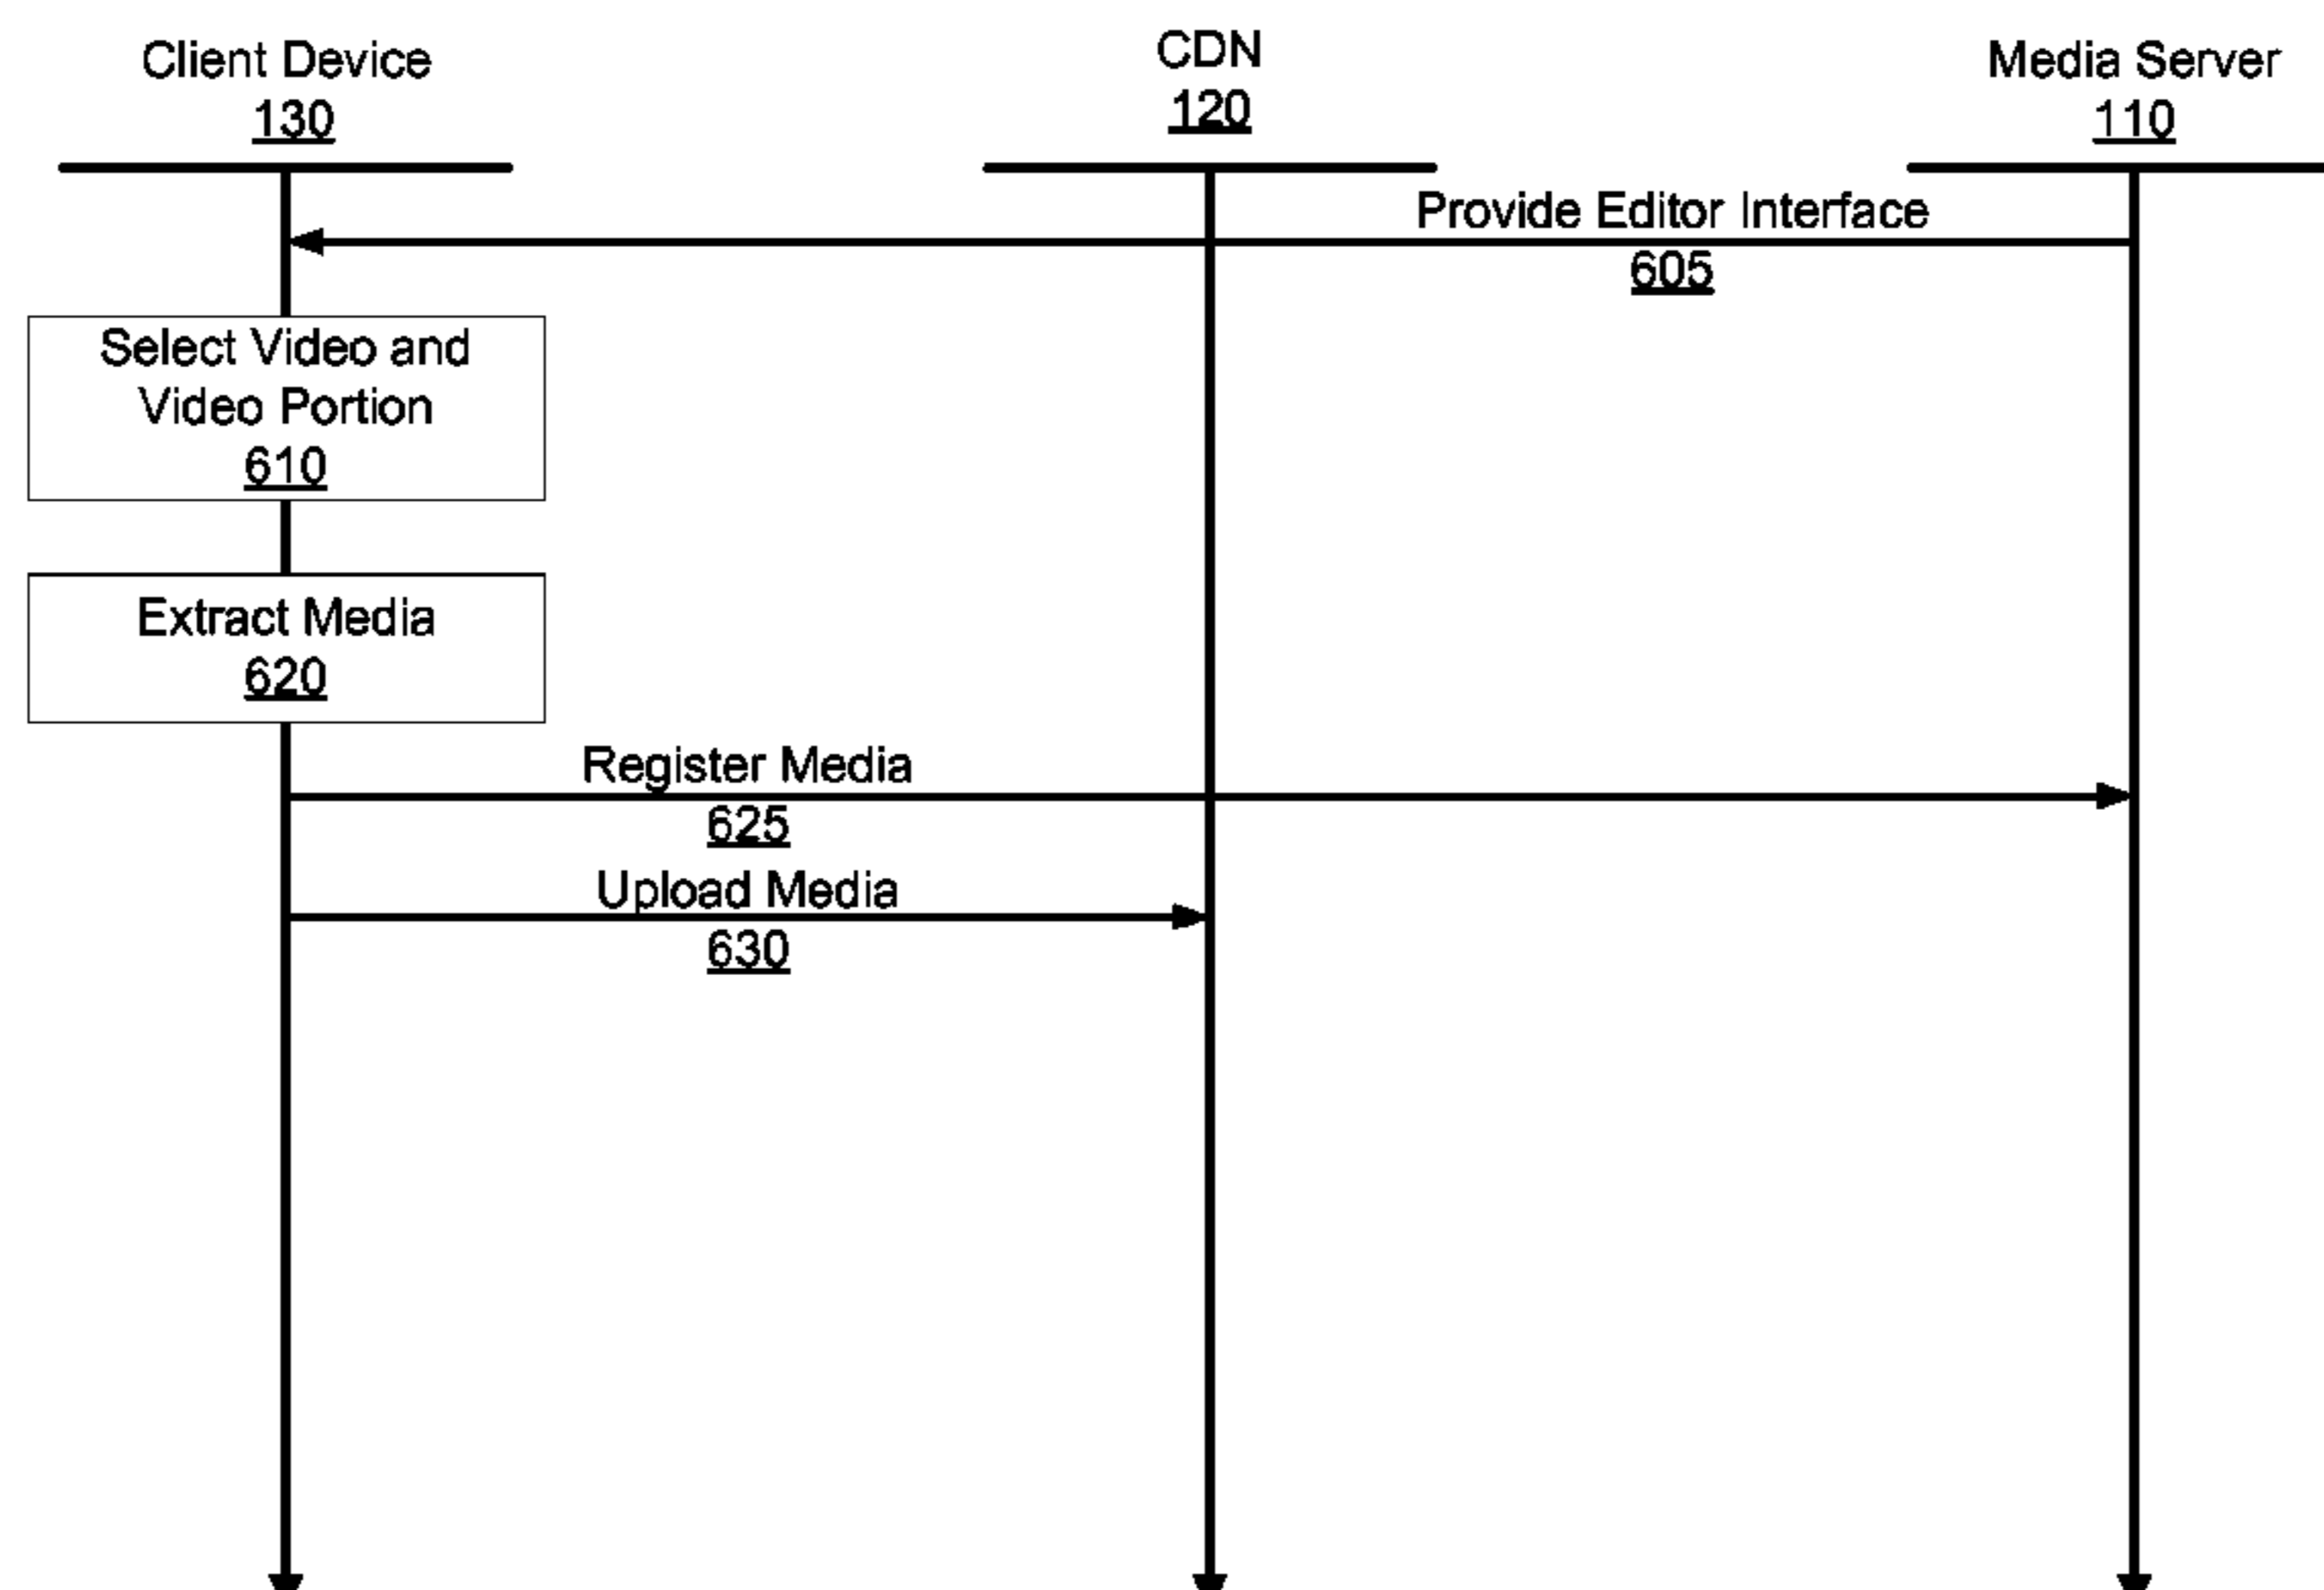 Client Device
130
CDN
120
Media Server
110
Provide Editor Interface
605
Select Video and
Video Portion
610
Extract Media
620
Register Media
625
Upload Media
630